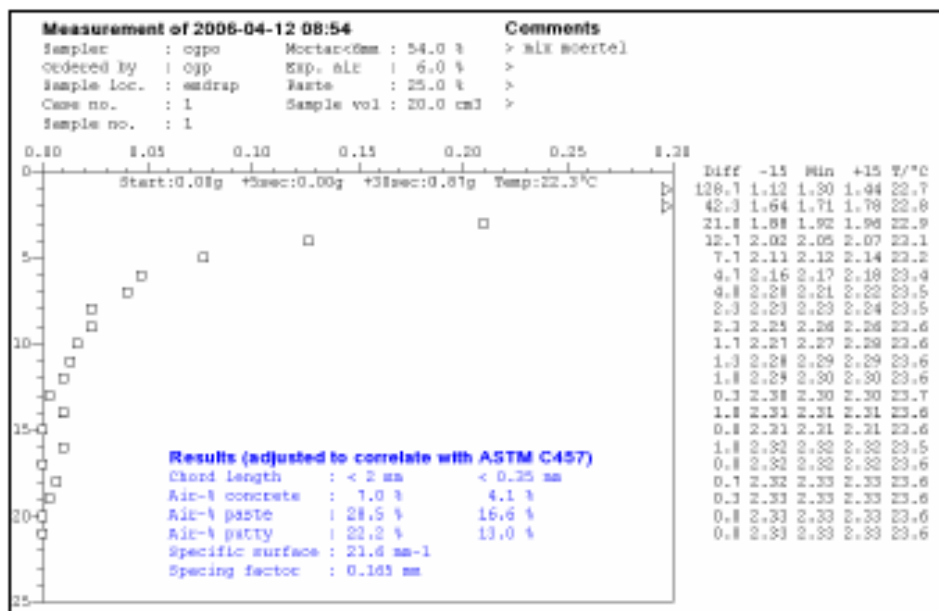 Measurement of 2006-04-12 08:54
Comments
Sampler : ogpo Mortar<6mm : 54.0 % > mix moertel
Ordered by : ogp Exp. air : 6.0 % >
Sample loc. : emdrup Paste : 25.0 % >
Case no. : 1 Sample vol : 20.0 cm3 >
Sample no. : 1
0.00 0.05 0.10 0.15 0.20 0.25 0.30
Start:0.00g +5sec:0.00g +30sec:0.87g Temp:22.3°C
0
5
10
15
20
25
Diff -15 Min +15 T/°C
128.7 1.12 1.30 1.44 22.7
42.3 1.64 1.71 1.78 22.8
21.0 1.88 1.92 1.96 22.9
12.7 2.02 2.05 2.07 23.1
7.7 2.11 2.12 2.14 23.2
4.7 2.16 2.17 2.18 23.4
4.0 2.20 2.21 2.22 23.5
2.3 2.23 2.23 2.24 23.5
2.3 2.25 2.26 2.26 23.6
1.7 2.27 2.27 2.28 23.6
1.3 2.28 2.29 2.29 23.6
1.0 2.29 2.30 2.30 23.6
0.3 2.30 2.30 2.30 23.7
1.0 2.31 2.31 2.31 23.6
0.0 2.31 2.31 2.31 23.6
1.0 2.32 2.32 2.32 23.5
0.0 2.32 2.32 2.32 23.6
0.7 2.32 2.33 2.33 23.6
0.3 2.33 2.33 2.33 23.6
0.0 2.33 2.33 2.33 23.6
0.0 2.33 2.33 2.33 23.6
Results (adjusted to correlate with ASTM C457)
Chord length : < 2 mm < 0.35 mm
Air-% concrete : 7.0 % 4.1 %
Air-% paste : 28.5 % 16.6 %
Air-% putty : 22.2 % 13.0 %
Specific surface : 21.6 mm-1
Spacing factor : 0.165 mm